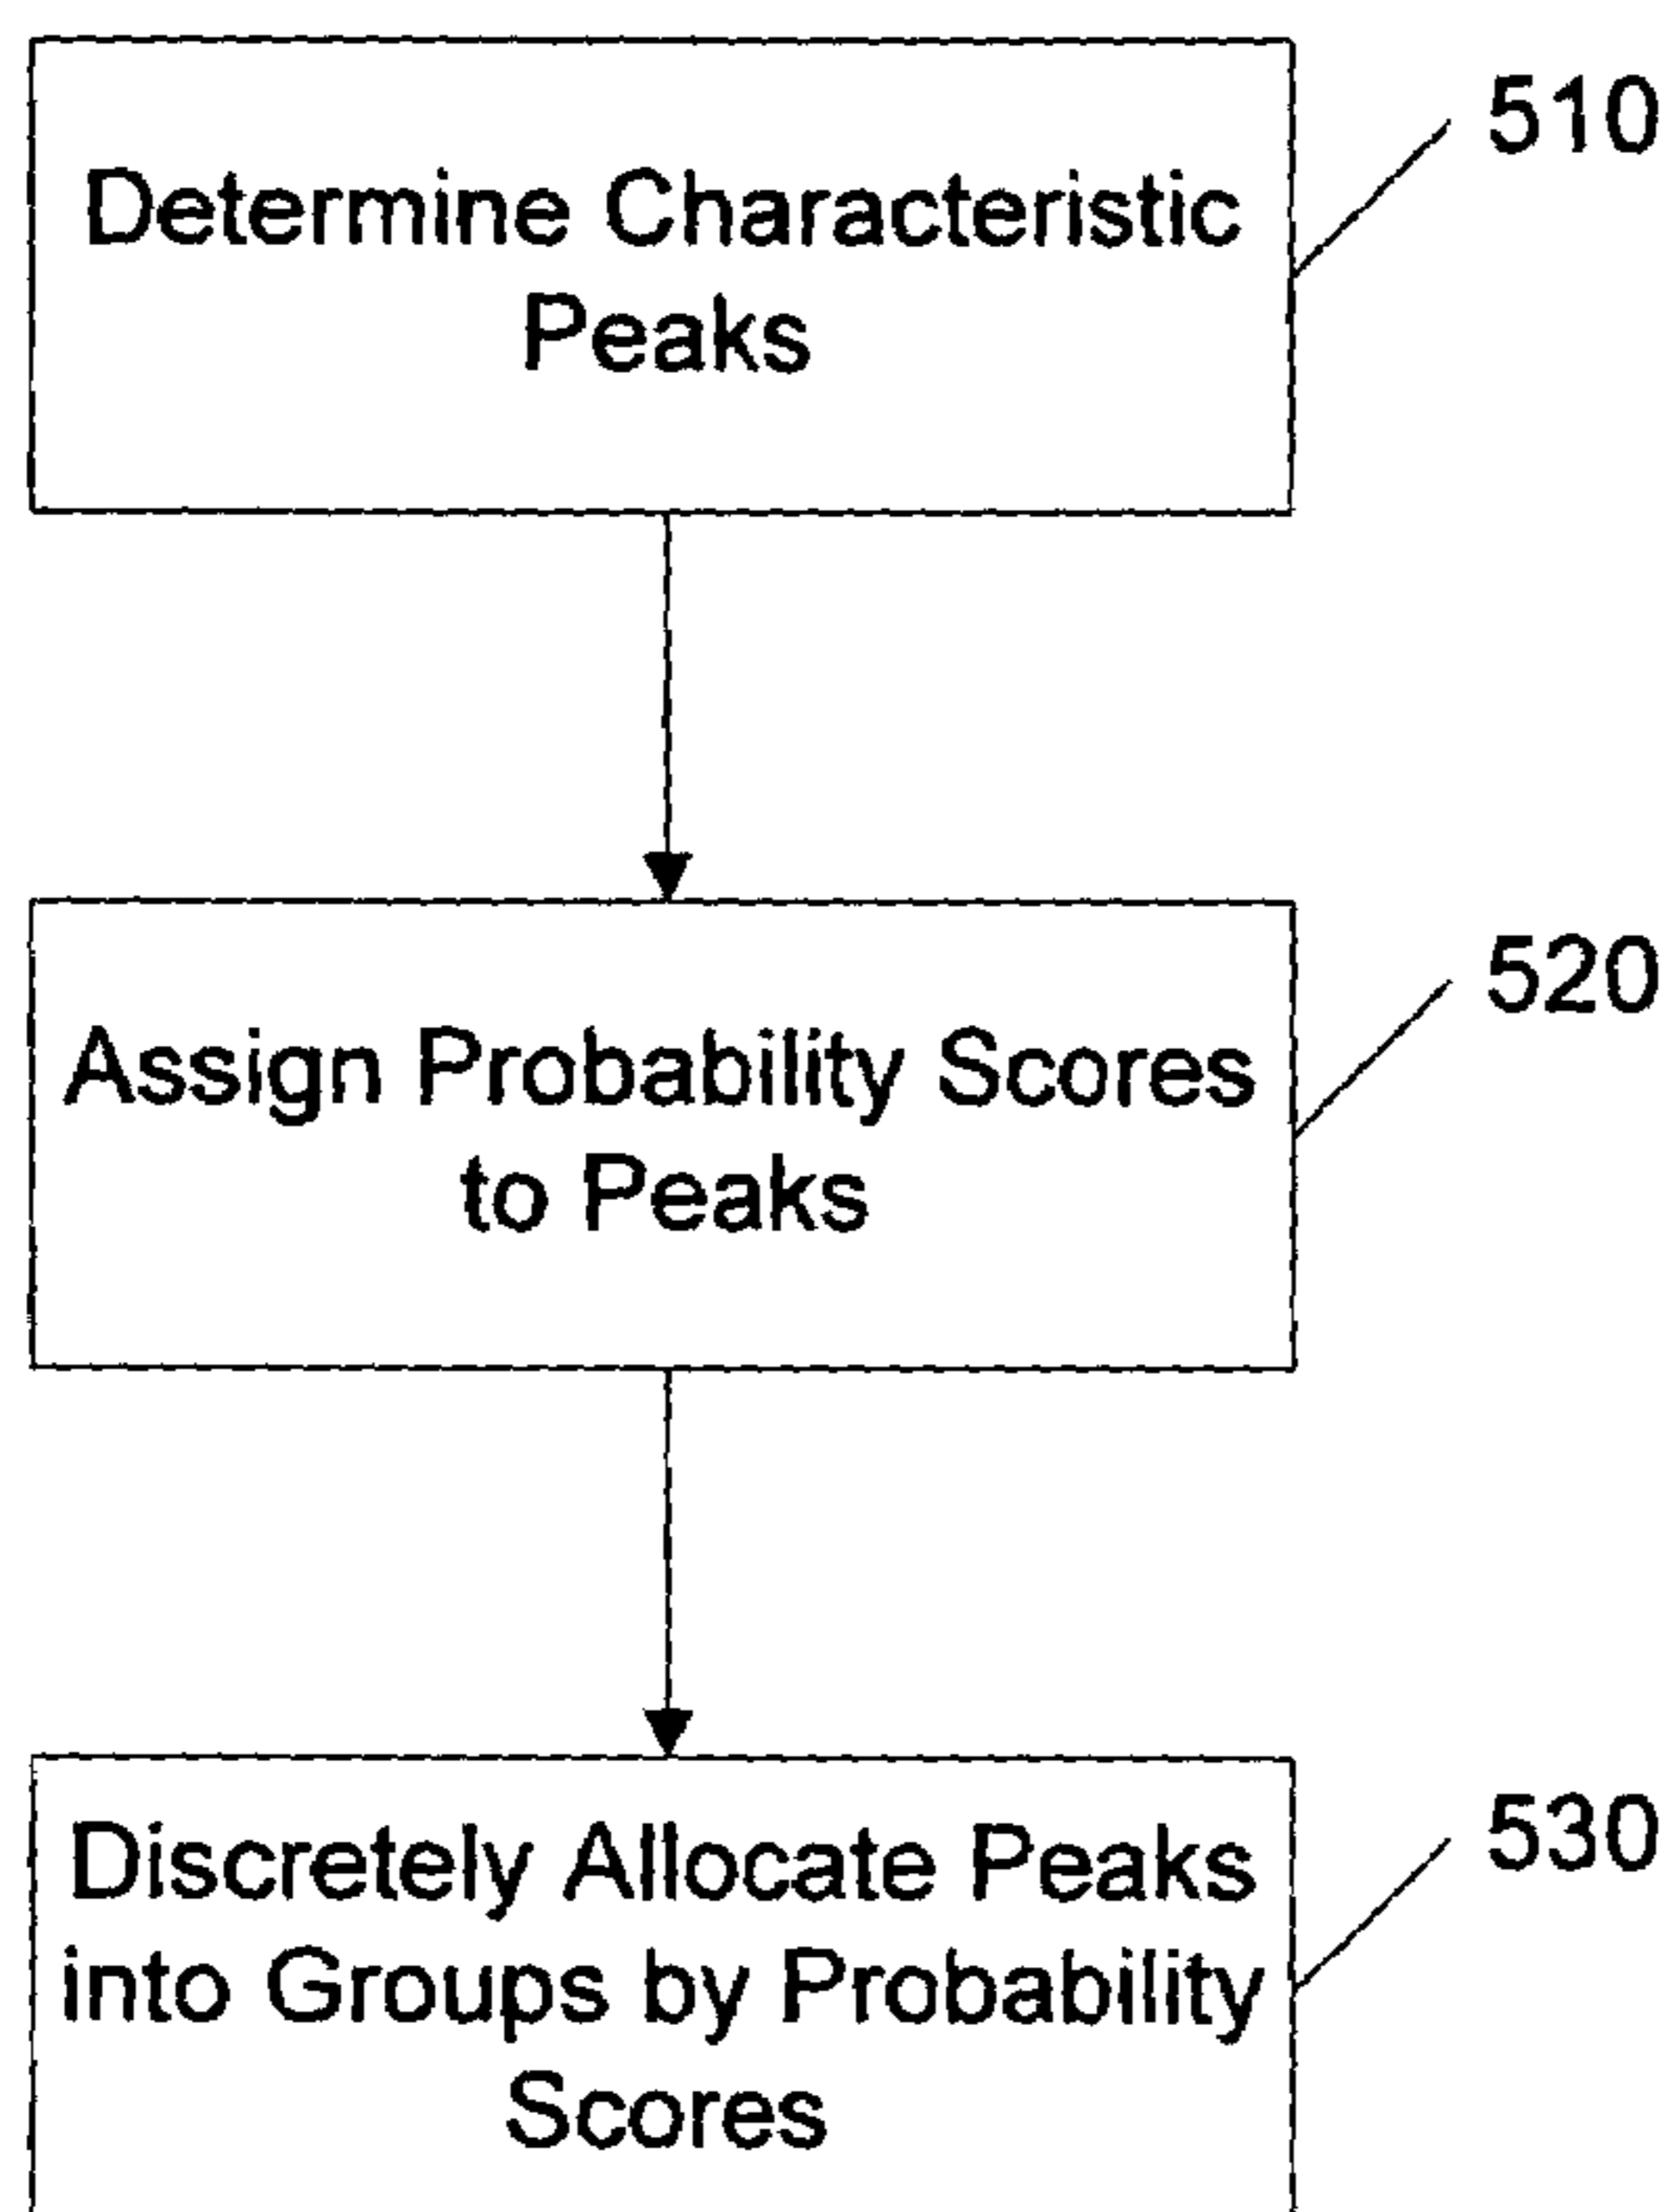 Determine Characteristic
Peaks
510
Assign Probability Scores
to Peaks
520
Discretely Allocate Peaks
into Groups by Probability
Scores
530